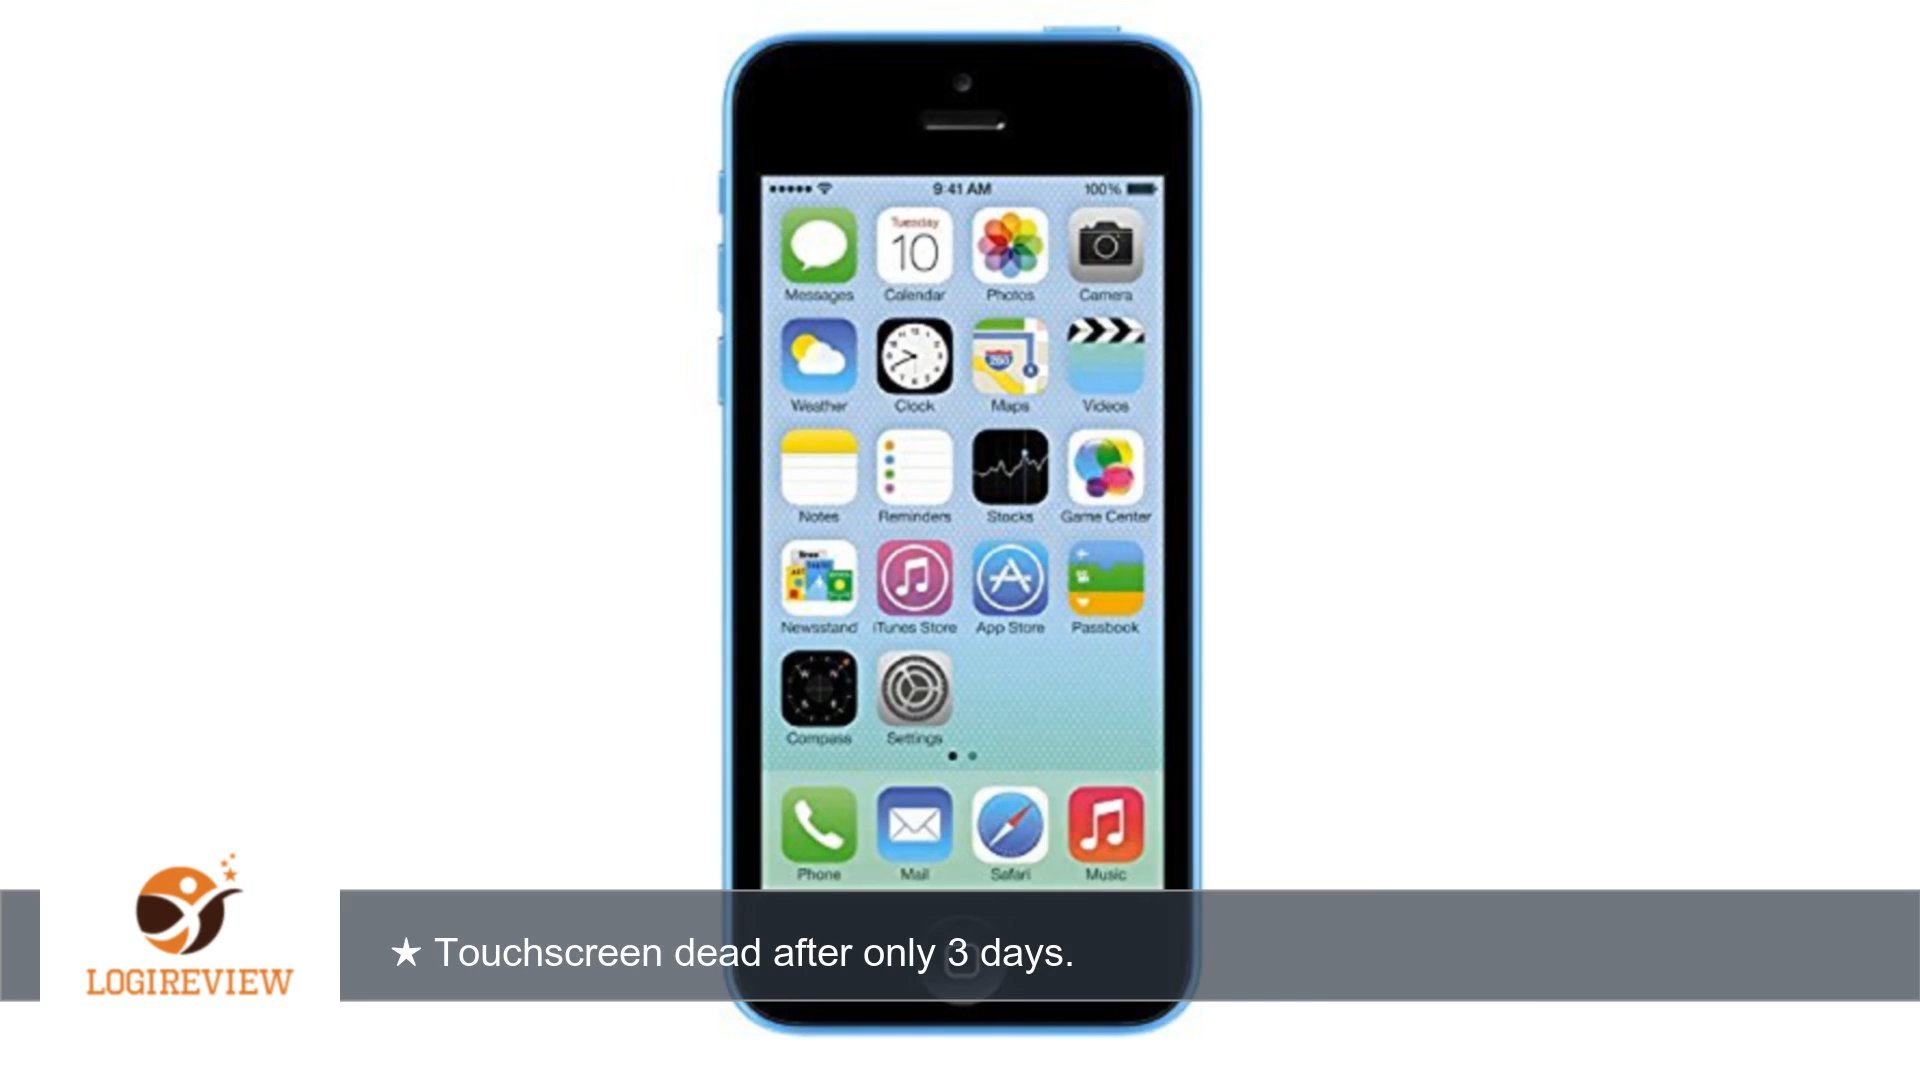 9:41 AM 100%
Tuesday
10
Messages Calendar Photos Camera
280
Weather Clock Maps Videos
Notes Reminders Stocks Game Center
Newsstand iTunes Store App Store Passbook
N
W
Compass Settings
Phone Mail Safari Music
★ Touchscreen dead after only 3 days.
LOGIREVIEW